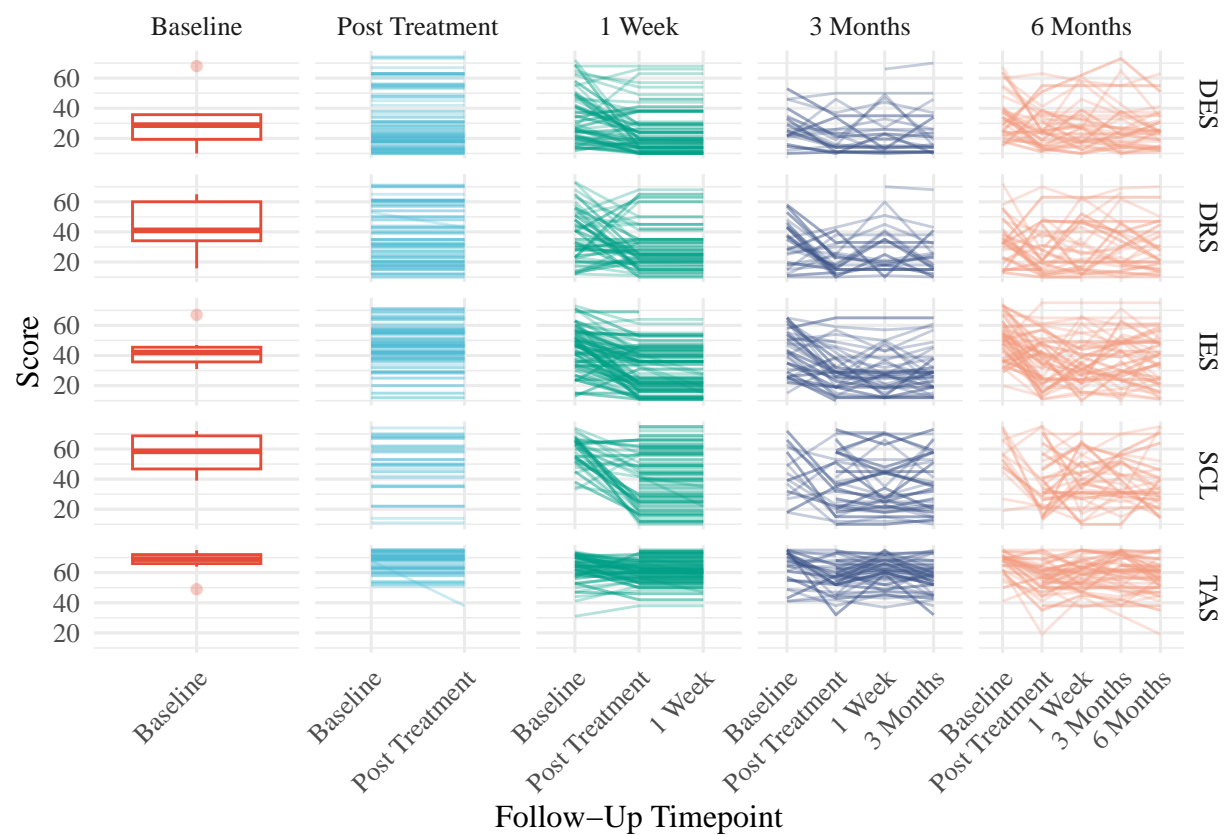 Baseline Post Treatment 1 Week 3 Months 6 Months
60
40
20
DES
60
40
20
DRS
60
40
20
IES
60
40
20
SCL
60
40
20
TAS
Score
Baseline
Baseline Post Treatment
Baseline Post Treatment 1 Week
Baseline Post Treatment 1 Week 3 Months
Baseline Post Treatment 1 Week 3 Months 6 Months
Follow−Up Timepoint